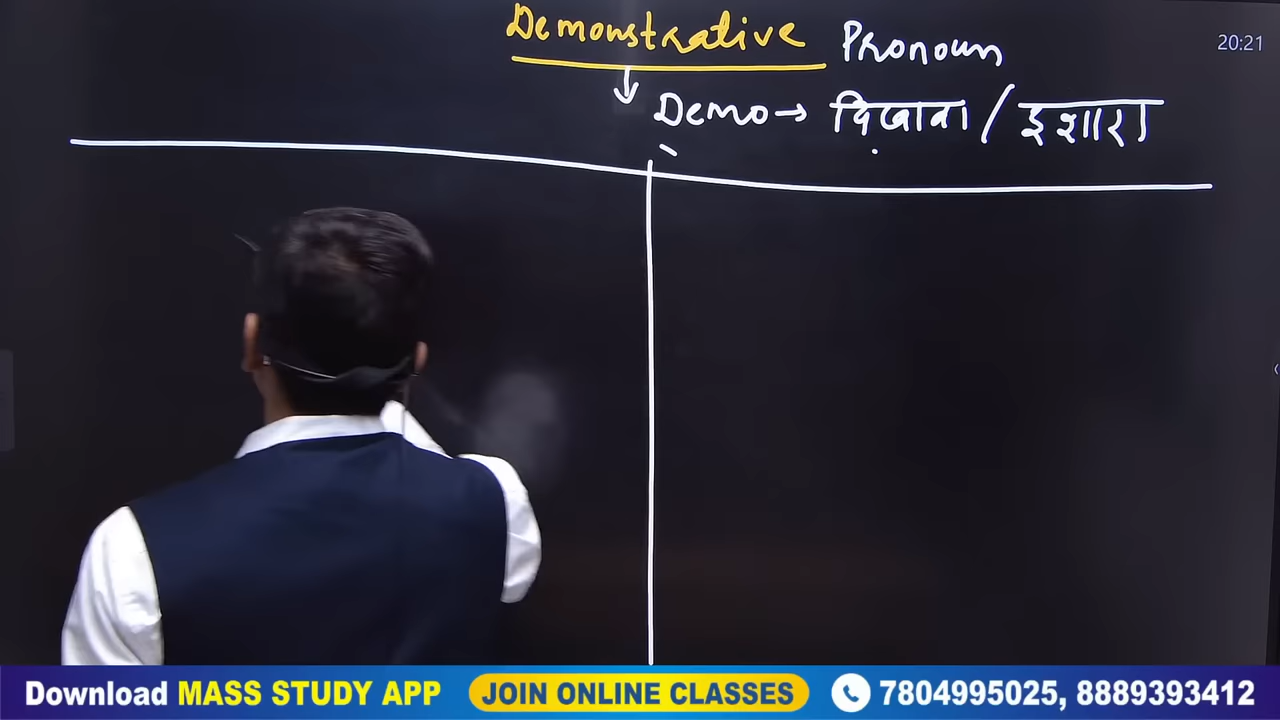 Demonstrative Pronoun
20:21
Demo → दिखावा / इशारा
Download MASS STUDY APP JOIN ONLINE CLASSES 7804995025, 8889393412